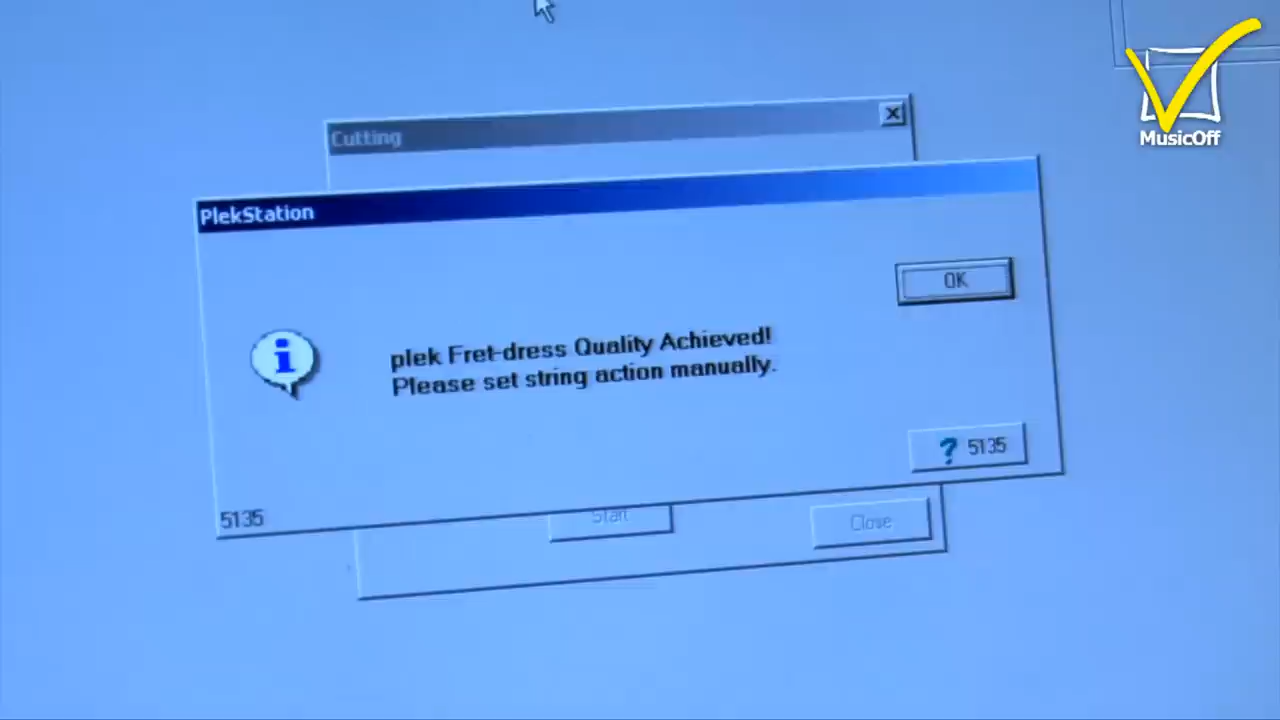 MusicOff
Cutting
PlekStation
OK
plek Fret-dress Quality Achieved!
Please set string action manually.
? 5135
5135
Start
Close